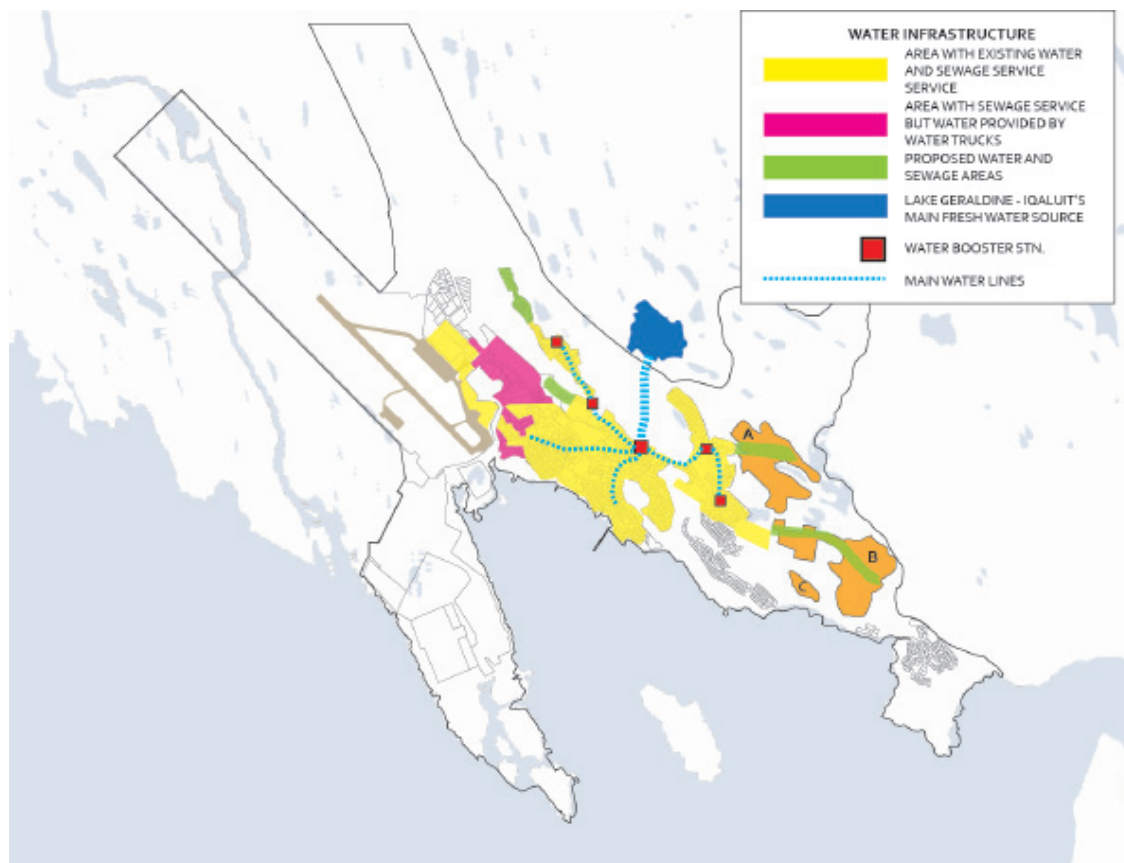 WATER INFRASTRUCTURE
AREA WITH EXISTING WATER
AND SEWAGE SERVICE
SERVICE
AREA WITH SEWAGE SERVICE
BUT WATER PROVIDED BY
WATER TRUCKS
PROPOSED WATER AND
SEWAGE AREAS
LAKE GERALDINE - IQALUIT'S
MAIN FRESH WATER SOURCE
WATER BOOSTER STN.
MAIN WATER LINES
A
B
C